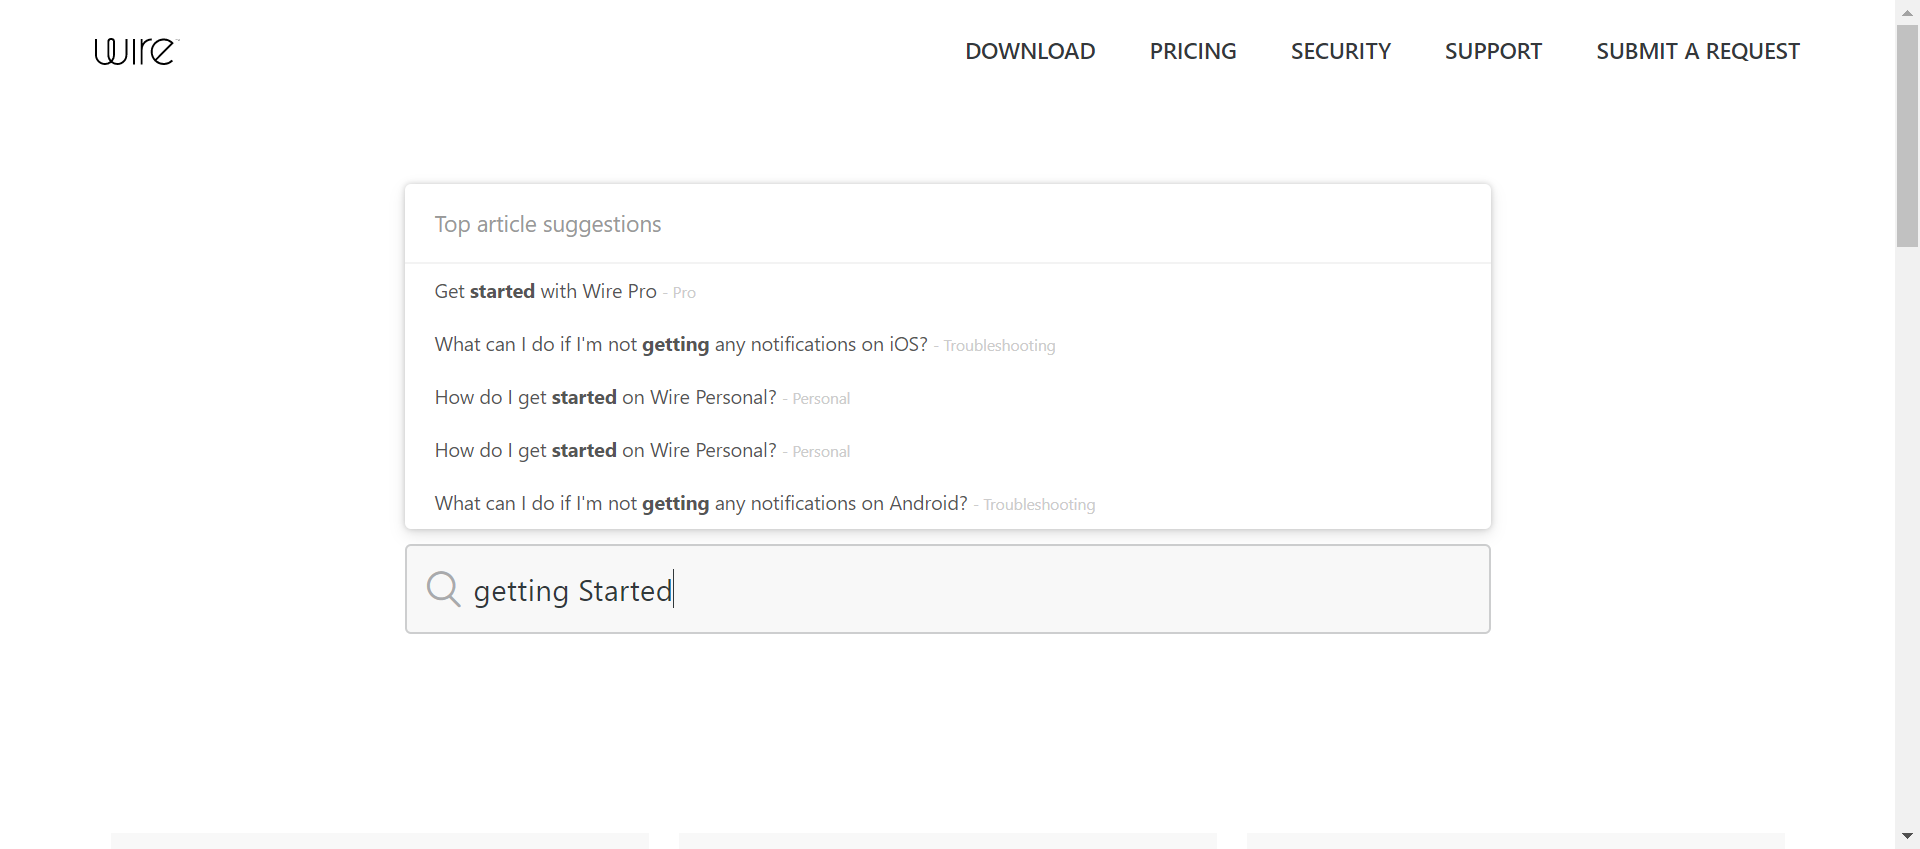 wire
DOWNLOAD PRICING SECURITY SUPPORT SUBMIT A REQUEST
Top article suggestions
Get started with Wire Pro - Pro
What can I do if I'm not getting any notifications on iOS? - Troubleshooting
How do I get started on Wire Personal? - Personal
How do I get started on Wire Personal? - Personal
What can I do if I'm not getting any notifications on Android? - Troubleshooting
getting Started